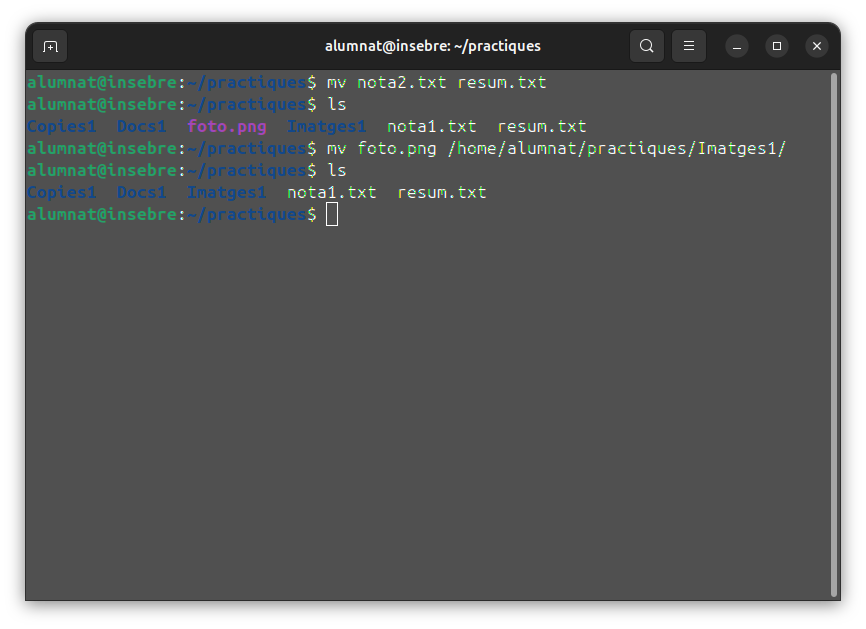 alumnat@insebre: ~/practiques
alumnat@insebre:~/practiques$ mv nota2.txt resum.txt
alumnat@insebre:~/practiques$ ls
Copies1  Docs1  foto.png  Imatges1  nota1.txt  resum.txt
alumnat@insebre:~/practiques$ mv foto.png /home/alumnat/practiques/Imatges1/
alumnat@insebre:~/practiques$ ls
Copies1  Docs1  Imatges1  nota1.txt  resum.txt
alumnat@insebre:~/practiques$